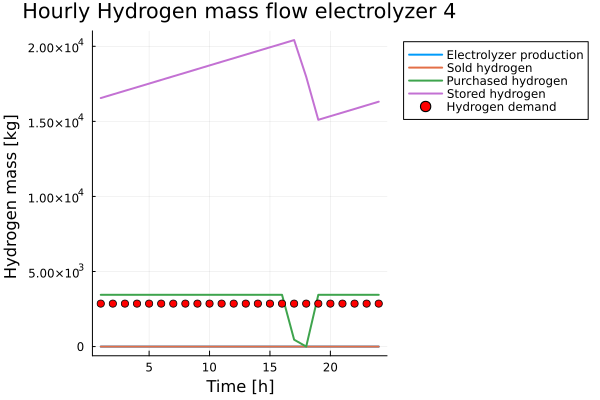 Hourly Hydrogen mass flow electrolyzer 4
Hydrogen mass [kg]
2.00×10⁴
1.50×10⁴
1.00×10⁴
5.00×10³
0
5 10 15 20
Time [h]
Electrolyzer production
Sold hydrogen
Purchased hydrogen
Stored hydrogen
Hydrogen demand